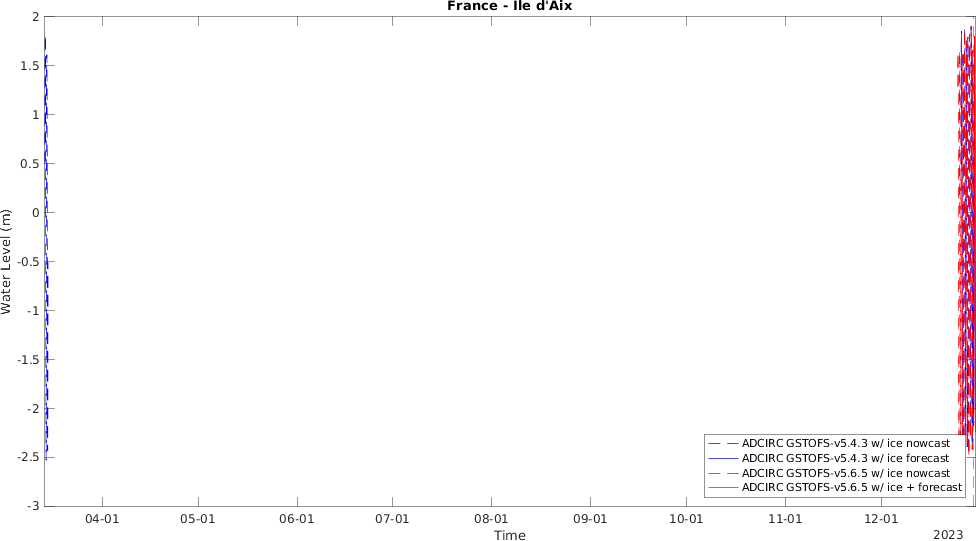 France - Ile d'Aix
Water Level (m)
2
1.5
1
0.5
0
-0.5
-1
-1.5
-2
-2.5
-3
ADCIRC GSTOFS-v5.4.3 w/ ice nowcast
ADCIRC GSTOFS-v5.4.3 w/ ice forecast
ADCIRC GSTOFS-v5.6.5 w/ ice nowcast
ADCIRC GSTOFS-v5.6.5 w/ ice + forecast
04-01 05-01 06-01 07-01 08-01 09-01 10-01 11-01 12-01
Time
2023